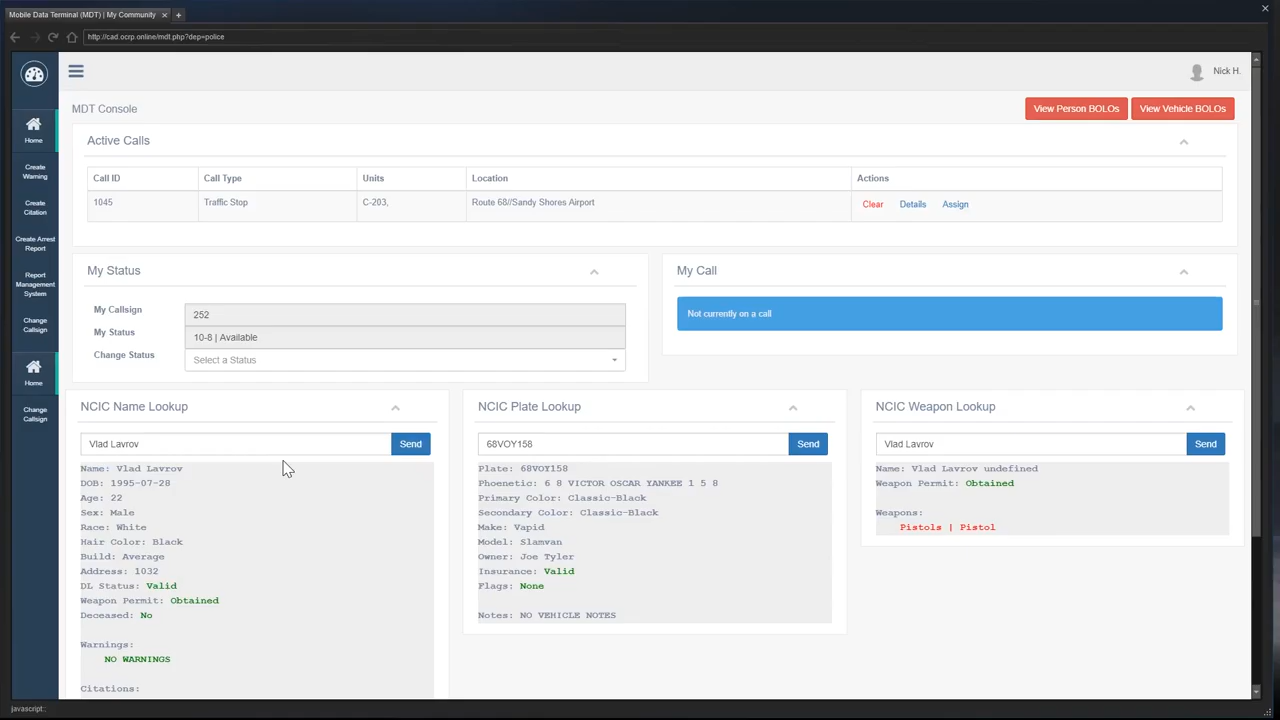 Mobile Data Terminal (MDT) | My Community
http://cad.ocrp.online/mdt.php?dep=police
Nick H.
MDT Console
View Person BOLOs
View Vehicle BOLOs
Home
Create
Warning
Create
Citation
Create Arrest
Report
Report
Management
System
Change
Callsign
Home
Change
Callsign
Active Calls
Call ID Call Type Units Location Actions
1045 Traffic Stop C-203, Route 68//Sandy Shores Airport Clear Details Assign
My Status
My Callsign 252
My Status 10-8 | Available
Change Status Select a Status
My Call
Not currently on a call
NCIC Name Lookup
Vlad Lavrov Send
Name: Vlad Lavrov
DOB: 1995-07-28
Age: 22
Sex: Male
Race: White
Hair Color: Black
Build: Average
Address: 1032
DL Status: Valid
Weapon Permit: Obtained
Deceased: No
Warnings:
NO WARNINGS
Citations:
NCIC Plate Lookup
68VOY158 Send
Plate: 68VOY158
Phoenetic: 6 8 VICTOR OSCAR YANKEE 1 5 8
Primary Color: Classic-Black
Secondary Color: Classic-Black
Make: Vapid
Model: Slamvan
Owner: Joe Tyler
Insurance: Valid
Flags: None
Notes: NO VEHICLE NOTES
NCIC Weapon Lookup
Vlad Lavrov Send
Name: Vlad Lavrov undefined
Weapon Permit: Obtained
Weapons:
Pistols | Pistol
javascript:;